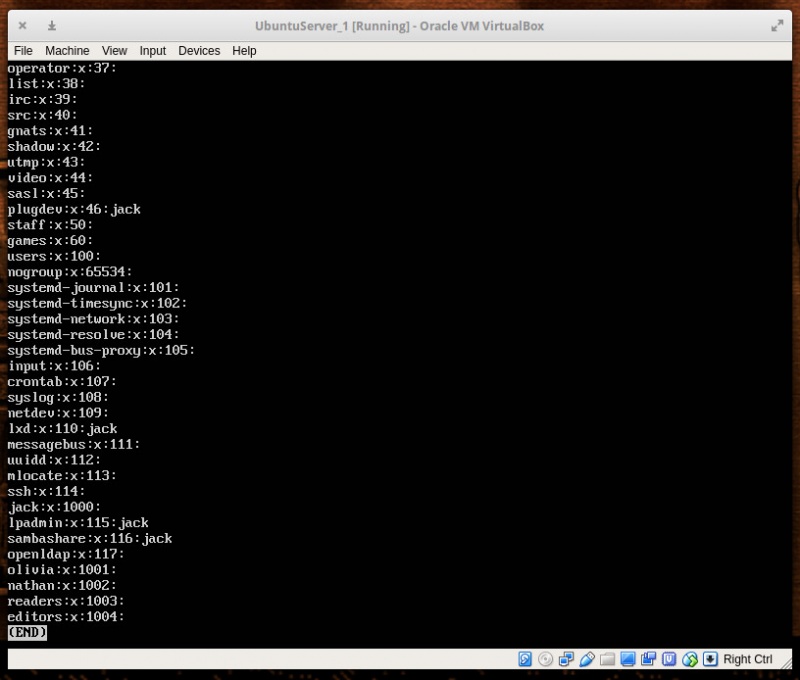 UbuntuServer_1 [Running] - Oracle VM VirtualBox
File Machine View Input Devices Help
operator:x:37:
list:x:38:
irc:x:39:
src:x:40:
gnats:x:41:
shadow:x:42:
utmp:x:43:
video:x:44:
sasl:x:45:
plugdev:x:46:jack
staff:x:50:
games:x:60:
users:x:100:
nogroup:x:65534:
systemd-journal:x:101:
systemd-timesync:x:102:
systemd-network:x:103:
systemd-resolve:x:104:
systemd-bus-proxy:x:105:
input:x:106:
crontab:x:107:
syslog:x:108:
netdev:x:109:
lxd:x:110:jack
messagebus:x:111:
uuidd:x:112:
mlocate:x:113:
ssh:x:114:
jack:x:1000:
lpadmin:x:115:jack
sambashare:x:116:jack
openldap:x:117:
olivia:x:1001:
nathan:x:1002:
readers:x:1003:
editors:x:1004:
(END)
Right Ctrl